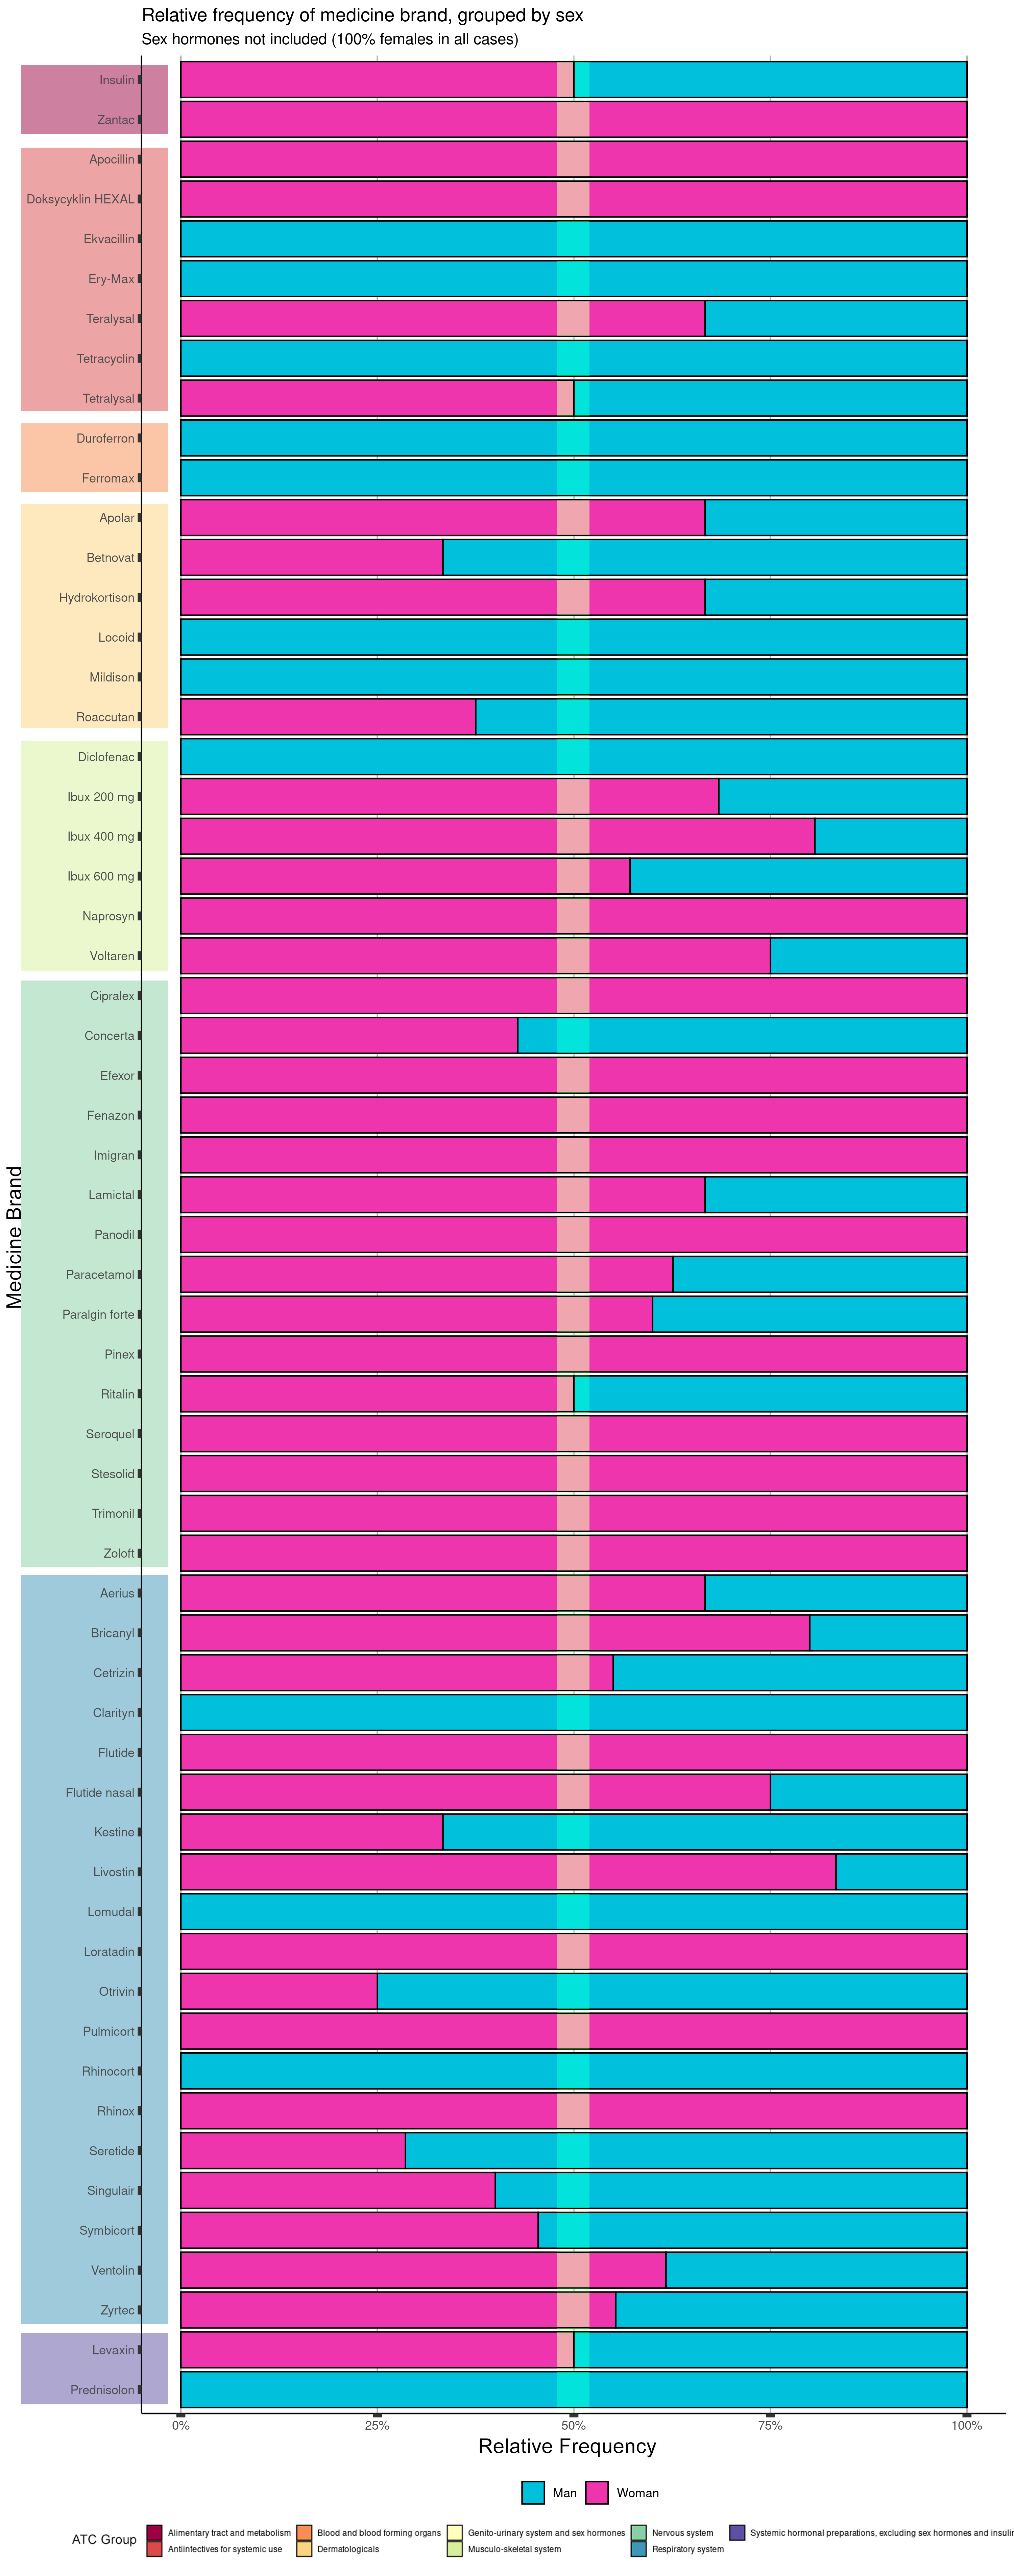 Relative frequency of medicine brand, grouped by sex
Sex hormones not included (100% females in all cases)
Insulin
Zantac
Apocillin
Doksycyklin HEXAL
Ekvacillin
Ery-Max
Teralysal
Tetracyclin
Tetralysal
Duroferron
Ferromax
Apolar
Betnovat
Hydrokortison
Locoid
Mildison
Roaccutan
Diclofenac
Ibux 200 mg
Ibux 400 mg
Ibux 600 mg
Naprosyn
Voltaren
Cipralex
Concerta
Efexor
Fenazon
Imigran
Lamictal
Panodil
Paracetamol
Paralgin forte
Pinex
Ritalin
Seroquel
Stesolid
Trimonil
Zoloft
Aerius
Bricanyl
Cetrizin
Clarityn
Flutide
Flutide nasal
Kestine
Livostin
Lomudal
Loratadin
Otrivin
Pulmicort
Rhinocort
Rhinox
Seretide
Singulair
Symbicort
Ventolin
Zyrtec
Levaxin
Prednisolon
Medicine Brand
0% 25% 50% 75% 100%
Relative Frequency
Man Woman
ATC Group
Alimentary tract and metabolism Blood and blood forming organs Genito-urinary system and sex hormones Nervous system Systemic hormonal preparations, excluding sex hormones and insulin
Antiinfectives for systemic use Dermatologicals Musculo-skeletal system Respiratory system